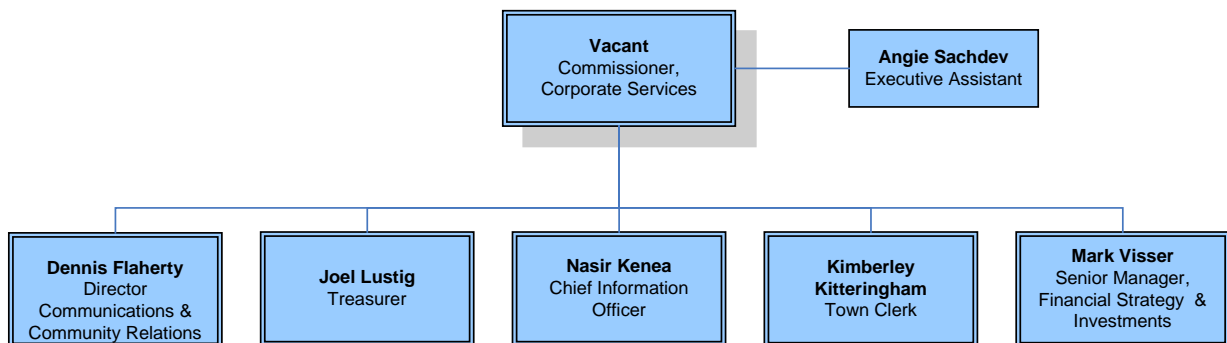 Vacant
Commissioner,
Corporate Services
Angie Sachdev
Executive Assistant
Dennis Flaherty
Director
Communications &
Community Relations
Joel Lustig
Treasurer
Nasir Kenea
Chief Information
Officer
Kimberley
Kitteringham
Town Clerk
Mark Visser
Senior Manager,
Financial Strategy &
Investments